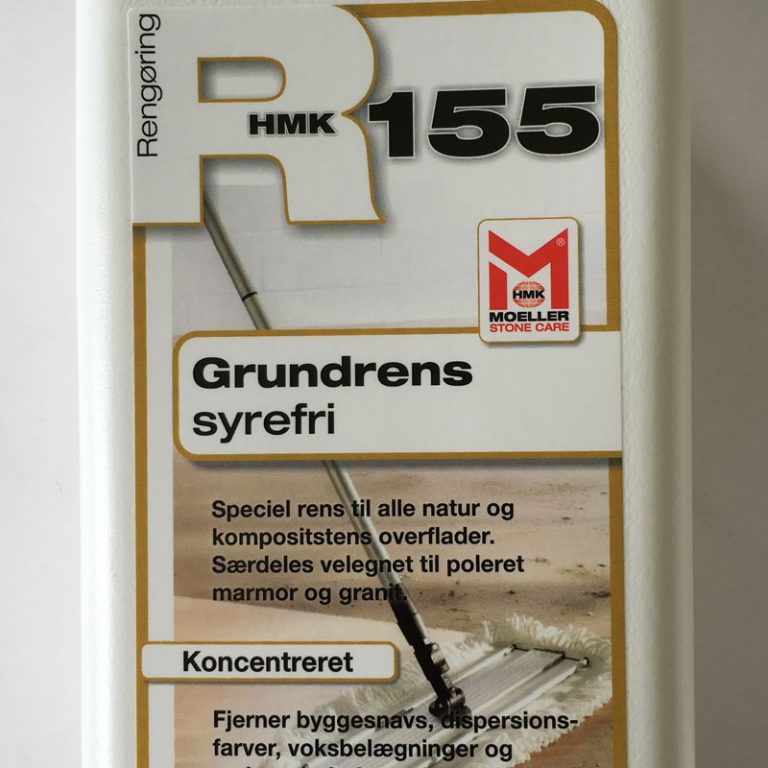 Rengøring
R
HMK 155
M®
HMK
MOELLER
STONE CARE
Grundrens
syrefri
Speciel rens til alle natur og
kompositstens overflader.
Særdeles velegnet til poleret
marmor og granit.
Koncentreret
Fjerner byggesnavs, dispersions-
farver, voksbelægninger og